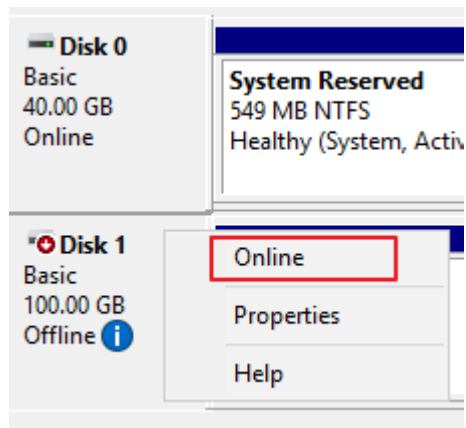 Disk 0
Basic
40.00 GB
Online
System Reserved
549 MB NTFS
Healthy (System, Activ
Disk 1
Basic
100.00 GB
Offline
Online
Properties
Help